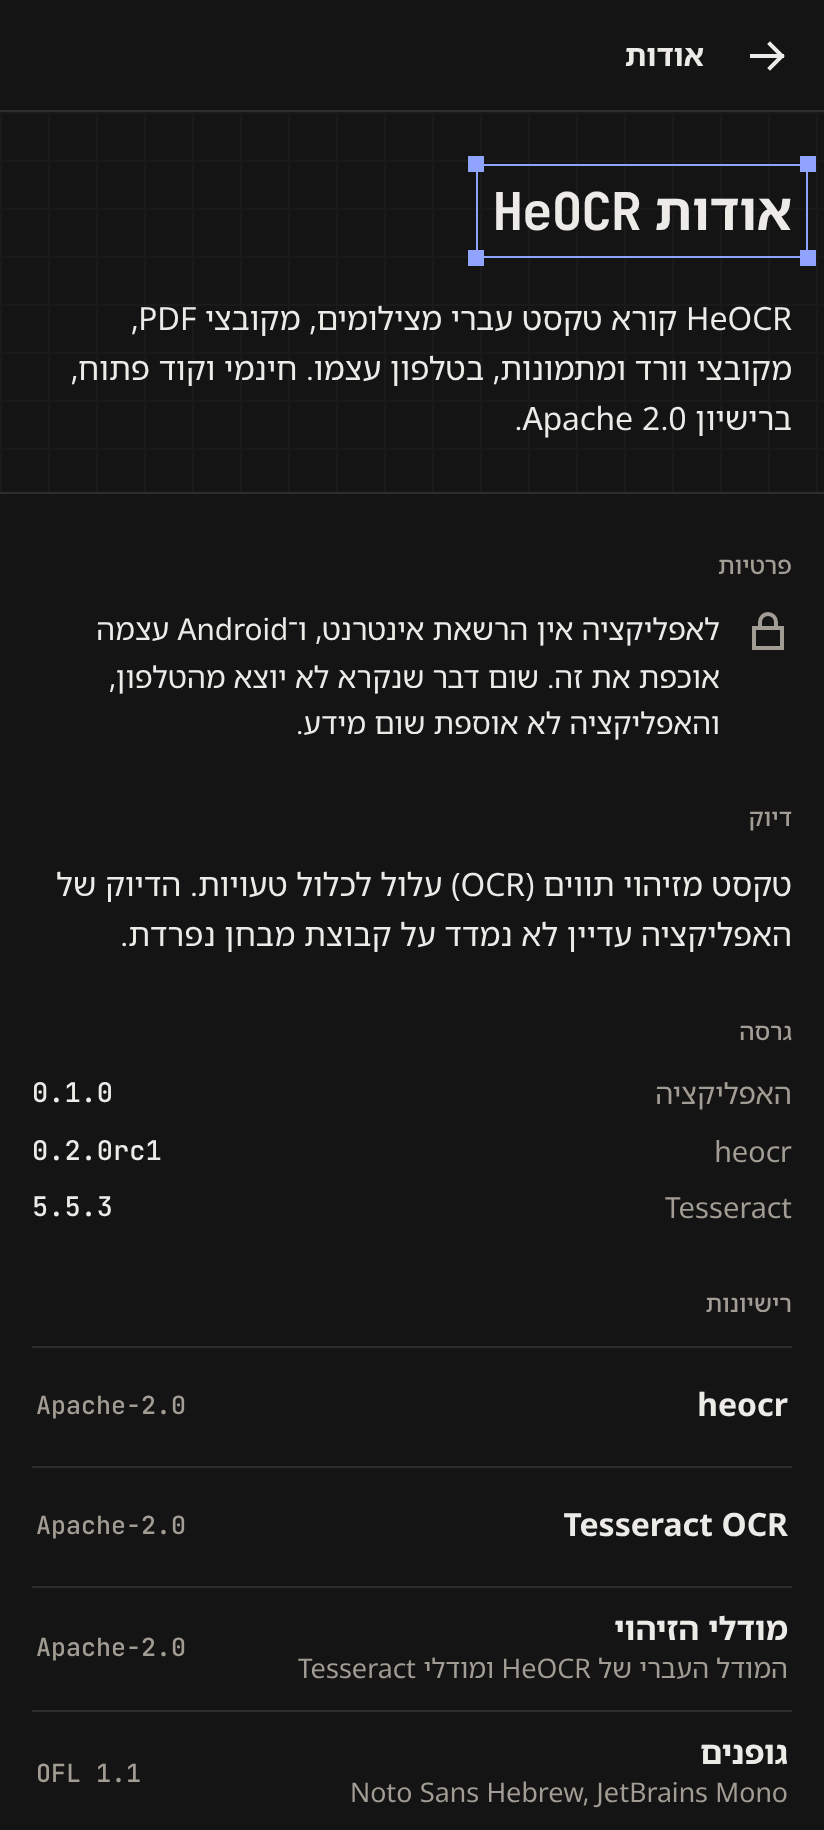 אודות
אודות HeOCR
HeOCR קורא טקסט עברי מצילומים, מקובצי PDF,
מקובצי וורד ומתמונות, בטלפון עצמו. חינמי וקוד פתוח,
ברישיון Apache 2.0.
פרטיות
לאפליקציה אין הרשאת אינטרנט, ו־Android עצמה
אוכפת את זה. שום דבר שנקרא לא יוצא מהטלפון,
והאפליקציה לא אוספת שום מידע.
דיוק
טקסט מזיהוי תווים (OCR) עלול לכלול טעויות. הדיוק של
האפליקציה עדיין לא נמדד על קבוצת מבחן נפרדת.
גרסה
האפליקציה 0.1.0
heocr 0.2.0rc1
Tesseract 5.5.3
רישיונות
heocr Apache-2.0
Tesseract OCR Apache-2.0
מודלי הזיהוי Apache-2.0
המודל העברי של HeOCR ומודלי Tesseract
גופנים OFL 1.1
Noto Sans Hebrew, JetBrains Mono